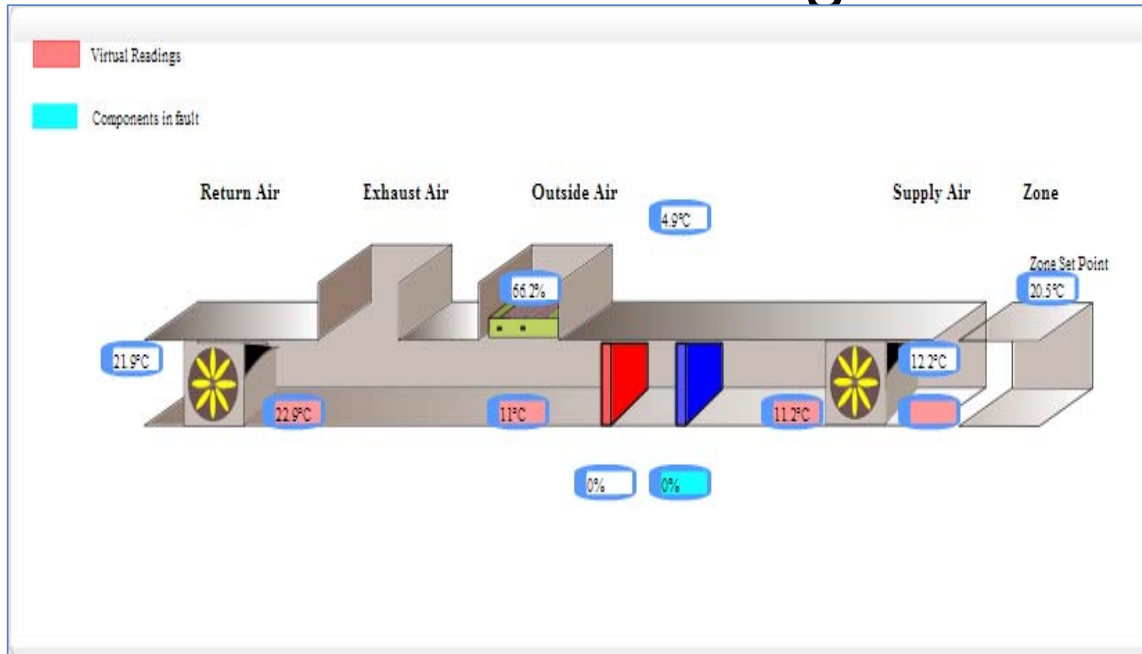 Virtual Readings
Components in fault
Return Air Exhaust Air Outside Air Supply Air Zone
4.9°C
Zone Set Point
66.2% 20.5°C
21.9°C 12.2°C
22.9°C 11°C 11.2°C
0% 0%